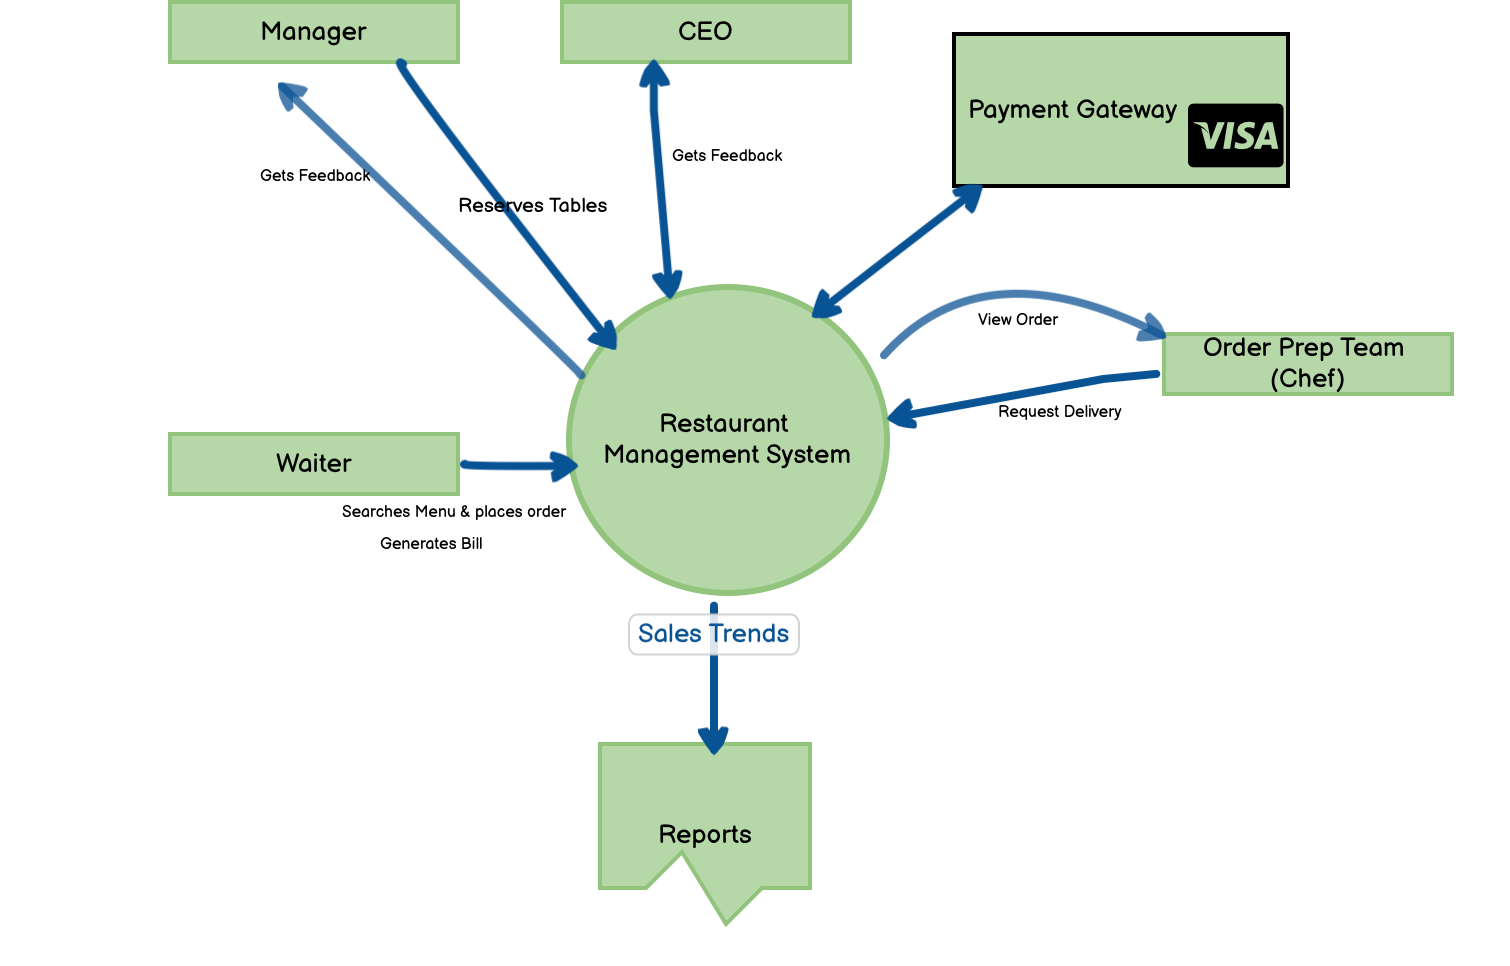 Manager
CEO
Payment Gateway
VISA
Gets Feedback
Gets Feedback
Reserves Tables
View Order
Order Prep Team
(Chef)
Request Delivery
Restaurant
Management System
Waiter
Searches Menu & places order
Generates Bill
Sales Trends
Reports